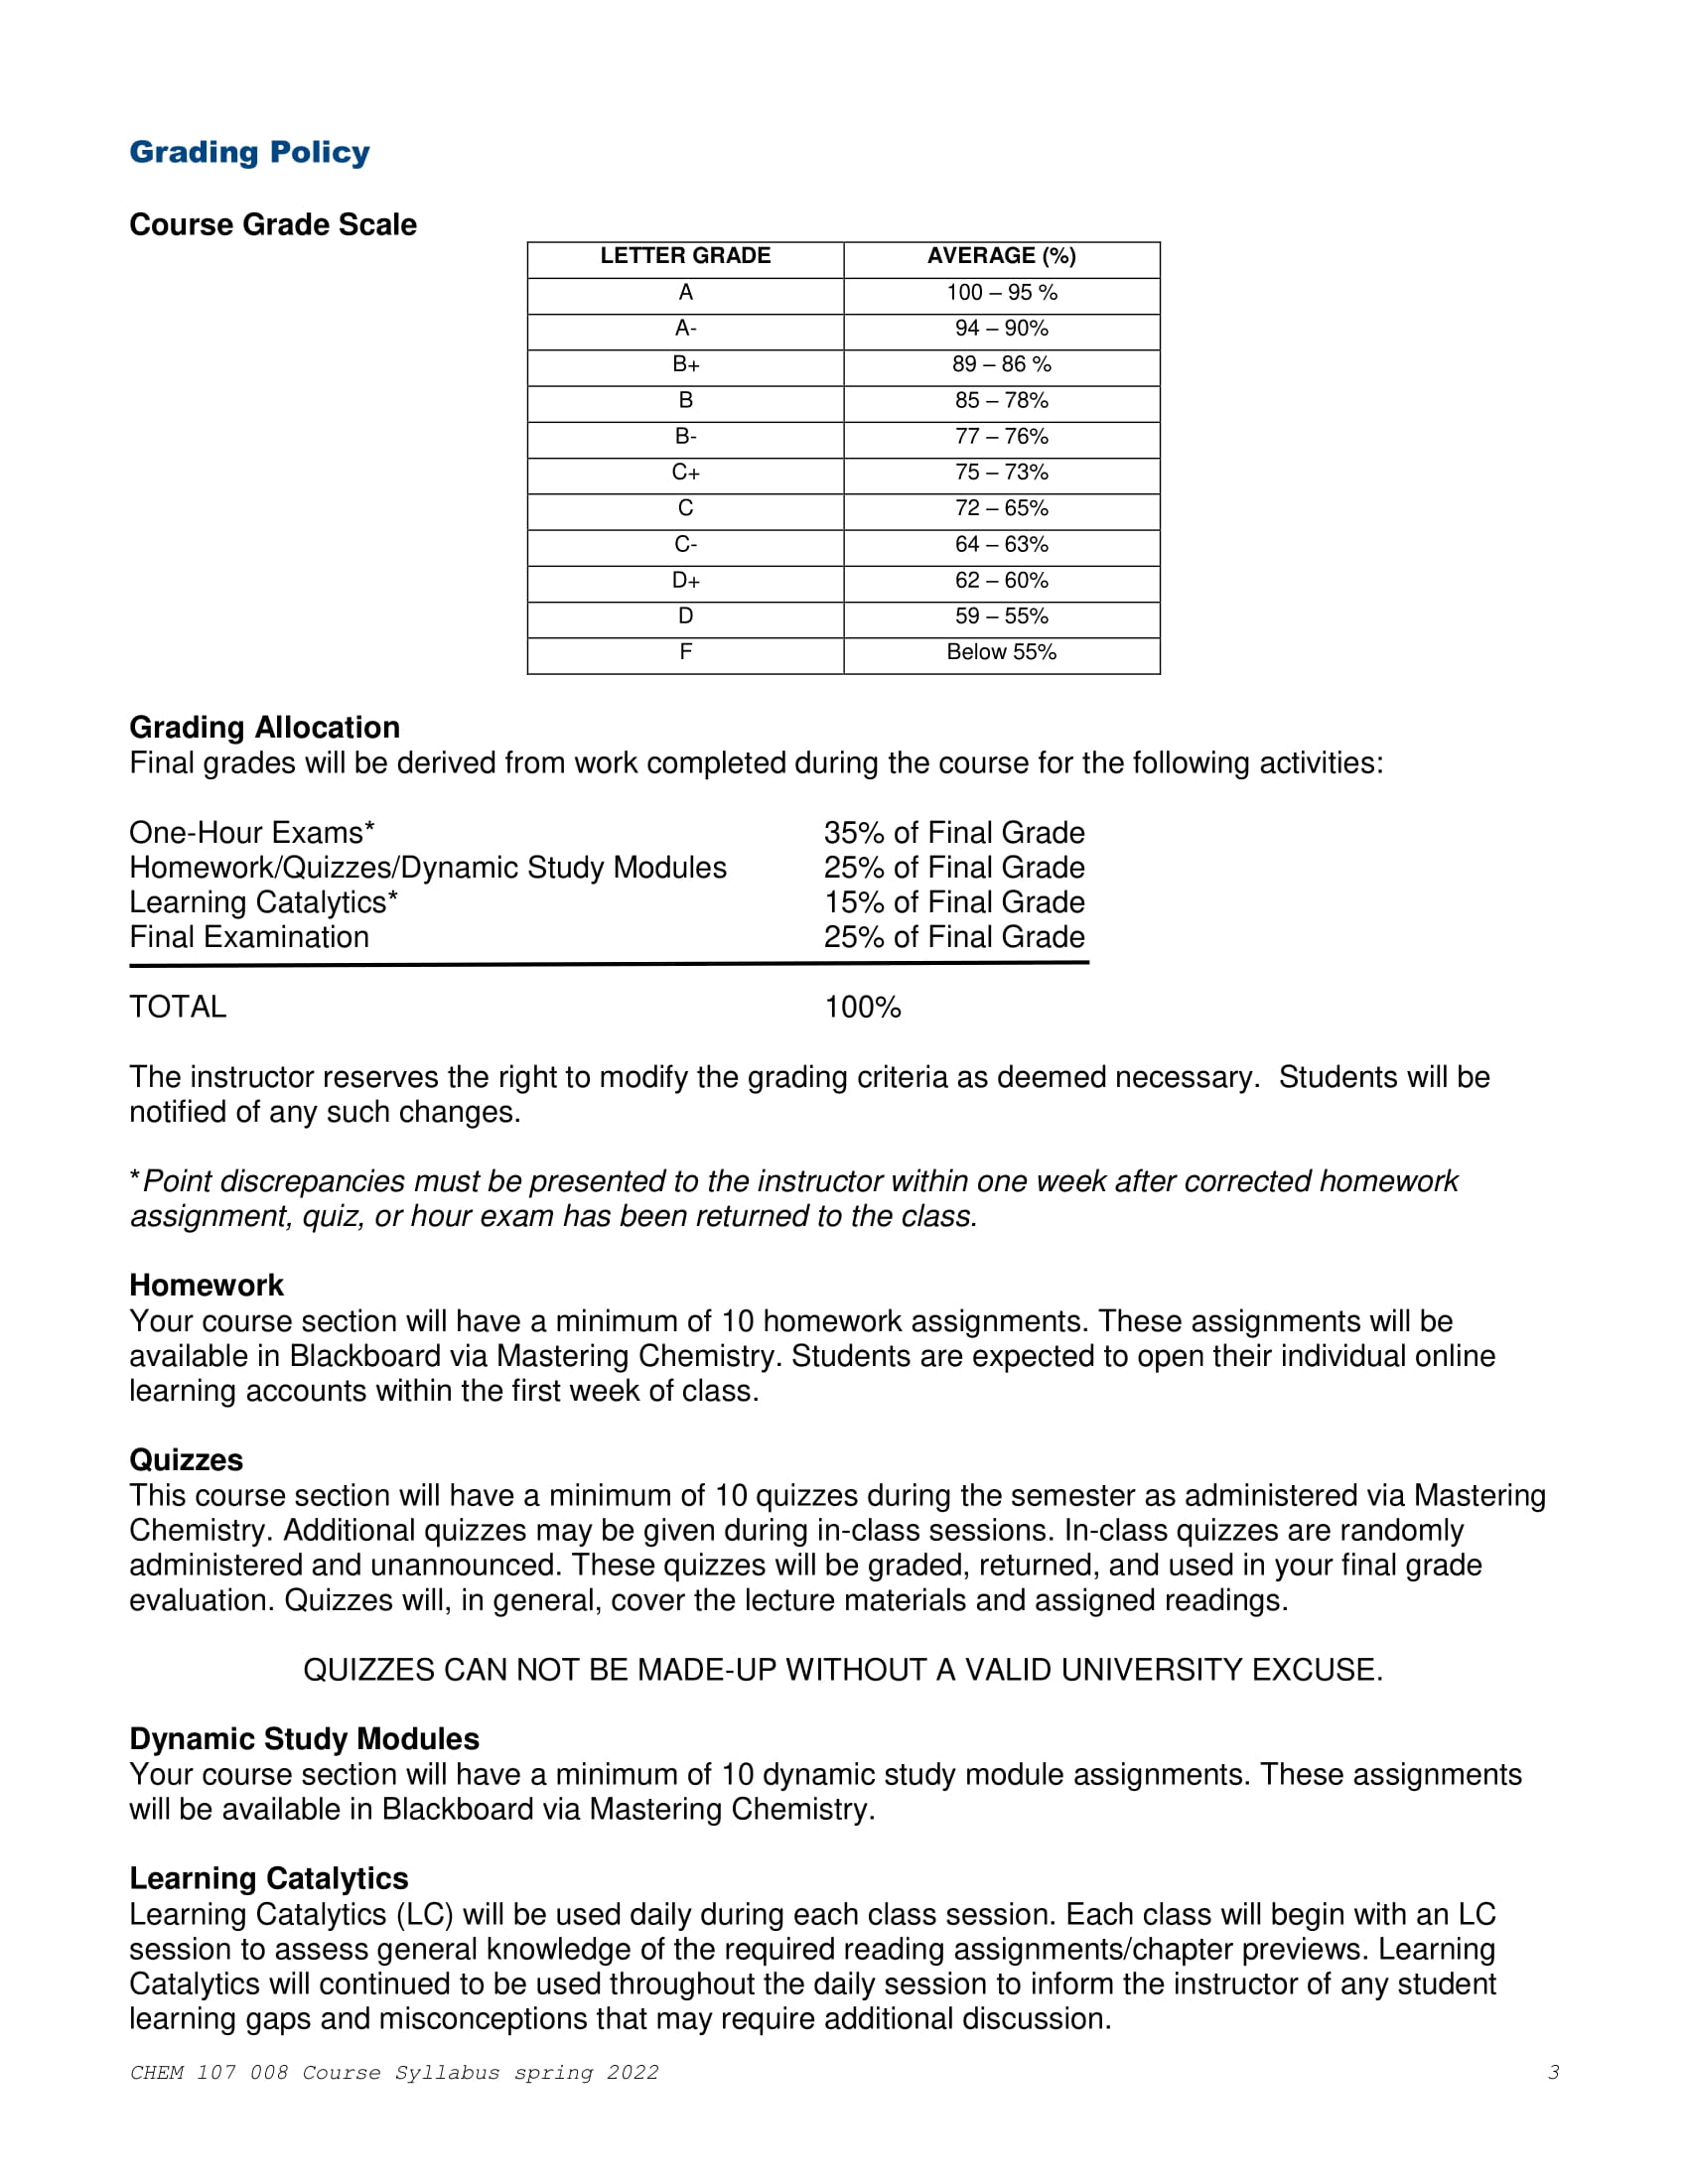 Grading Policy
Course Grade Scale
LETTER GRADE AVERAGE (%)
A 100 – 95 %
A- 94 – 90%
B+ 89 – 86 %
B 85 – 78%
B- 77 – 76%
C+ 75 – 73%
C 72 – 65%
C- 64 – 63%
D+ 62 – 60%
D 59 – 55%
F Below 55%
Grading Allocation
Final grades will be derived from work completed during the course for the following activities:
One-Hour Exams* 35% of Final Grade
Homework/Quizzes/Dynamic Study Modules 25% of Final Grade
Learning Catalytics* 15% of Final Grade
Final Examination 25% of Final Grade
TOTAL 100%
The instructor reserves the right to modify the grading criteria as deemed necessary.  Students will be
notified of any such changes.
*Point discrepancies must be presented to the instructor within one week after corrected homework
assignment, quiz, or hour exam has been returned to the class.
Homework
Your course section will have a minimum of 10 homework assignments. These assignments will be
available in Blackboard via Mastering Chemistry. Students are expected to open their individual online
learning accounts within the first week of class.
Quizzes
This course section will have a minimum of 10 quizzes during the semester as administered via Mastering
Chemistry. Additional quizzes may be given during in-class sessions. In-class quizzes are randomly
administered and unannounced. These quizzes will be graded, returned, and used in your final grade
evaluation. Quizzes will, in general, cover the lecture materials and assigned readings.
QUIZZES CAN NOT BE MADE-UP WITHOUT A VALID UNIVERSITY EXCUSE.
Dynamic Study Modules
Your course section will have a minimum of 10 dynamic study module assignments. These assignments
will be available in Blackboard via Mastering Chemistry.
Learning Catalytics
Learning Catalytics (LC) will be used daily during each class session. Each class will begin with an LC
session to assess general knowledge of the required reading assignments/chapter previews. Learning
Catalytics will continued to be used throughout the daily session to inform the instructor of any student
learning gaps and misconceptions that may require additional discussion.
CHEM 107 008 Course Syllabus spring 2022 3